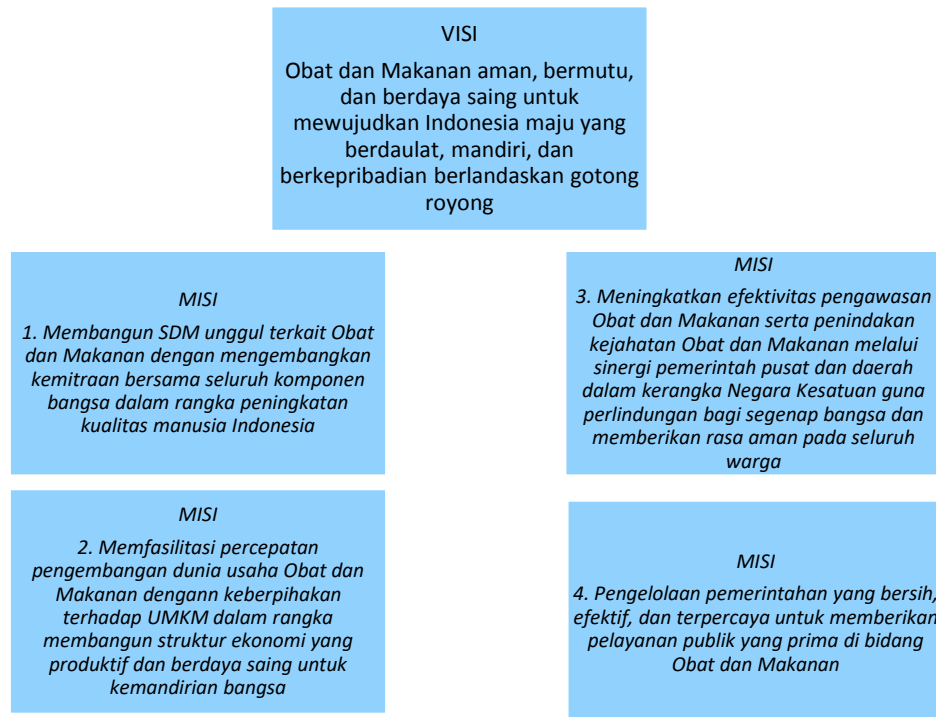 VISI
Obat dan Makanan aman, bermutu,
dan berdaya saing untuk
mewujudkan Indonesia maju yang
berdaulat, mandiri, dan
berkepribadian berlandaskan gotong
royong
MISI
1. Membangun SDM unggul terkait Obat
dan Makanan dengan mengembangkan
kemitraan bersama seluruh komponen
bangsa dalam rangka peningkatan
kualitas manusia Indonesia
MISI
2. Memfasilitasi percepatan
pengembangan dunia usaha Obat dan
Makanan dengann keberpihakan
terhadap UMKM dalam rangka
membangun struktur ekonomi yang
produktif dan berdaya saing untuk
kemandirian bangsa
MISI
3. Meningkatkan efektivitas pengawasan
Obat dan Makanan serta penindakan
kejahatan Obat dan Makanan melalui
sinergi pemerintah pusat dan daerah
dalam kerangka Negara Kesatuan guna
perlindungan bagi segenap bangsa dan
memberikan rasa aman pada seluruh
warga
MISI
4. Pengelolaan pemerintahan yang bersih,
efektif, dan terpercaya untuk memberikan
pelayanan publik yang prima di bidang
Obat dan Makanan